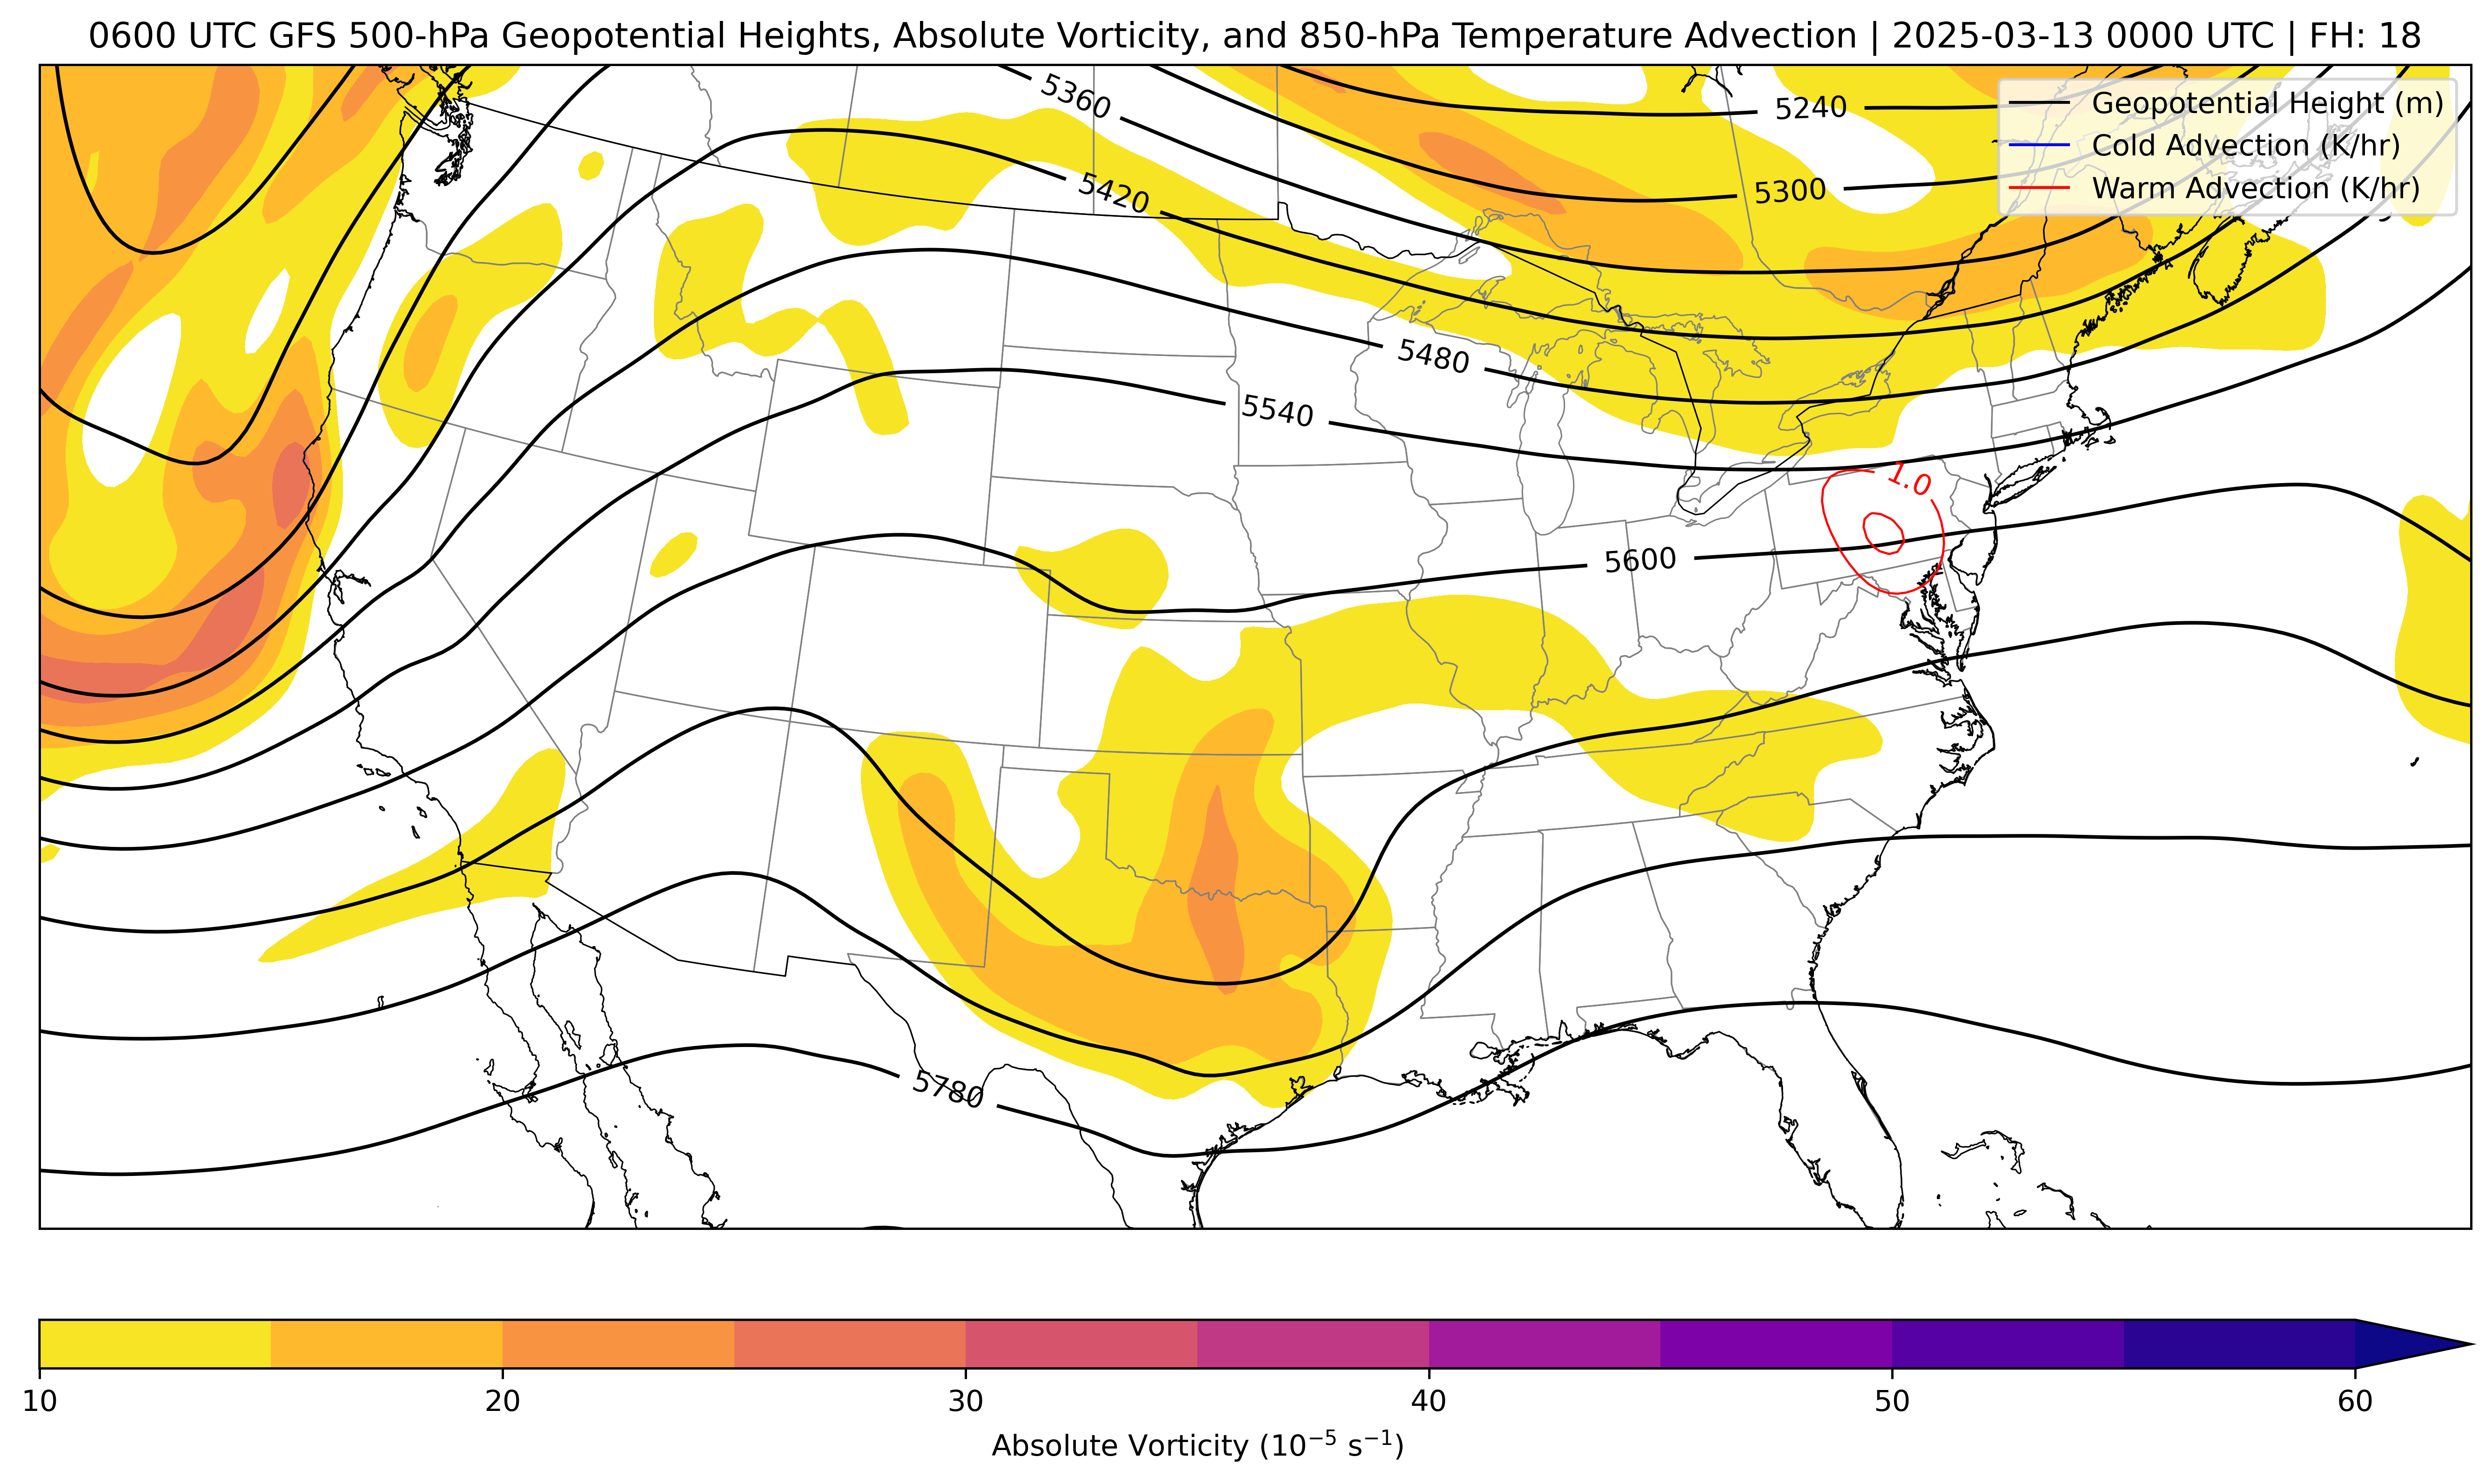 0600 UTC GFS 500-hPa Geopotential Heights, Absolute Vorticity, and 850-hPa Temperature Advection | 2025-03-13 0000 UTC | FH: 18
Geopotential Height (m)
Cold Advection (K/hr)
Warm Advection (K/hr)
5360
5240
5420
5300
5480
5540
1.0
5600
5780
10 20 30 40 50 60
Absolute Vorticity (10⁻⁵ s⁻¹)